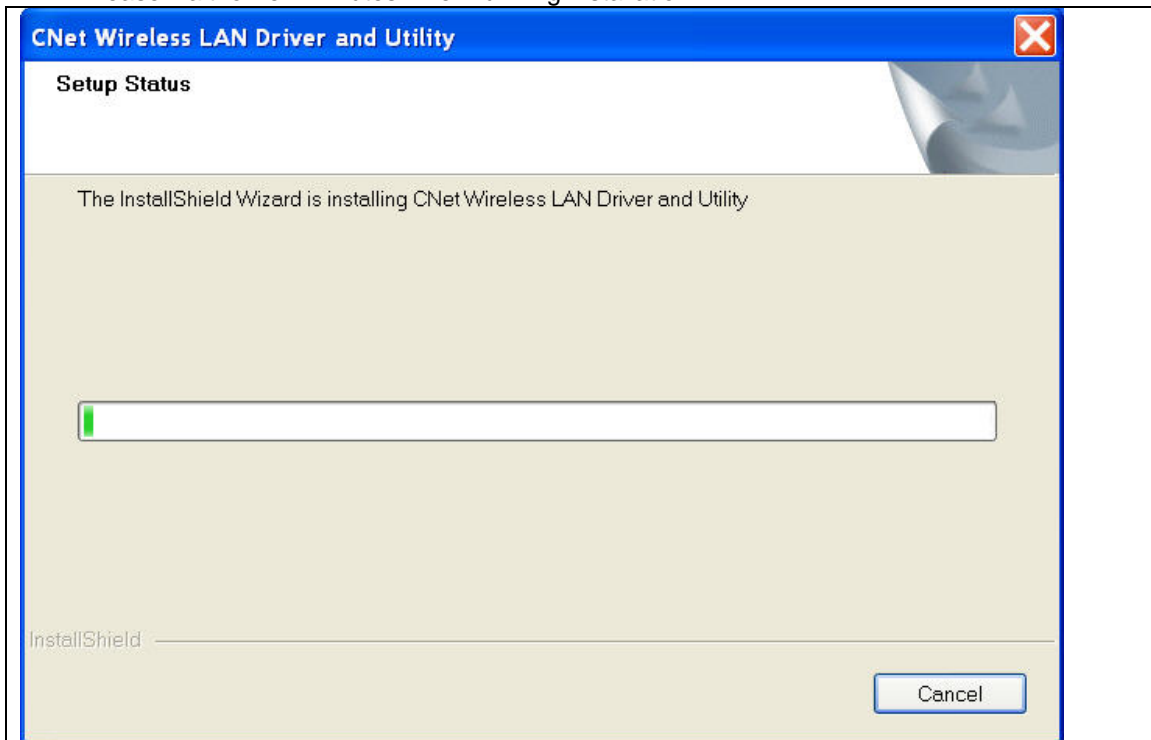 CNet Wireless LAN Driver and Utility
Setup Status
The InstallShield Wizard is installing CNet Wireless LAN Driver and Utility
InstallShield
Cancel